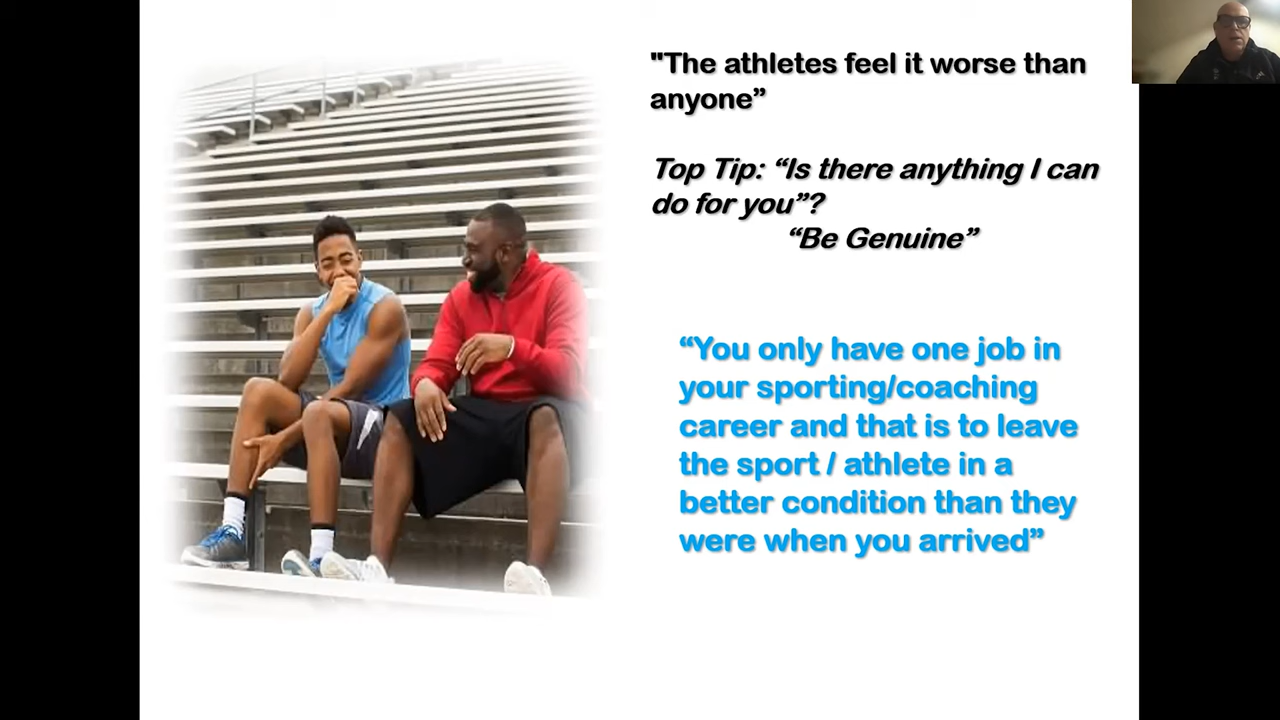 "The athletes feel it worse than
anyone”
Top Tip: “Is there anything I can
do for you”?
“Be Genuine”
“You only have one job in
your sporting/coaching
career and that is to leave
the sport / athlete in a
better condition than they
were when you arrived”